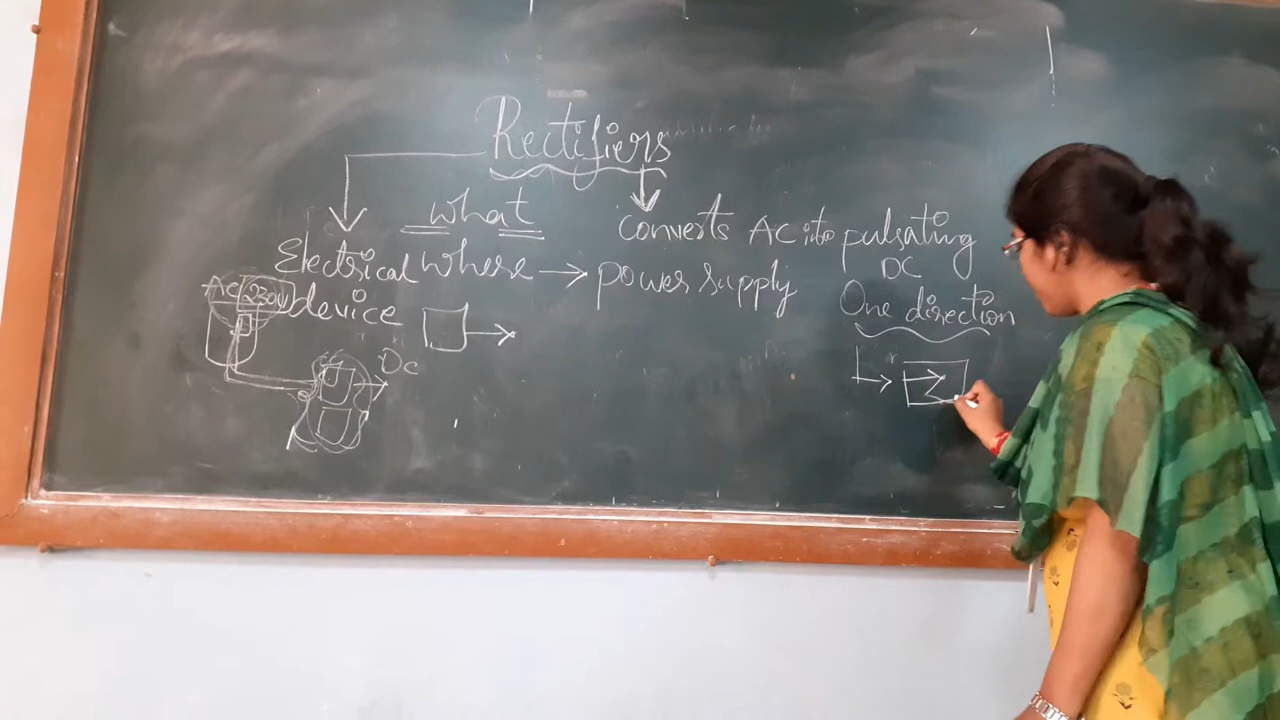 Rectifiers
what
converts AC into pulsating
DC
Electrical where → power supply
device
One direction
AC 230V
DC